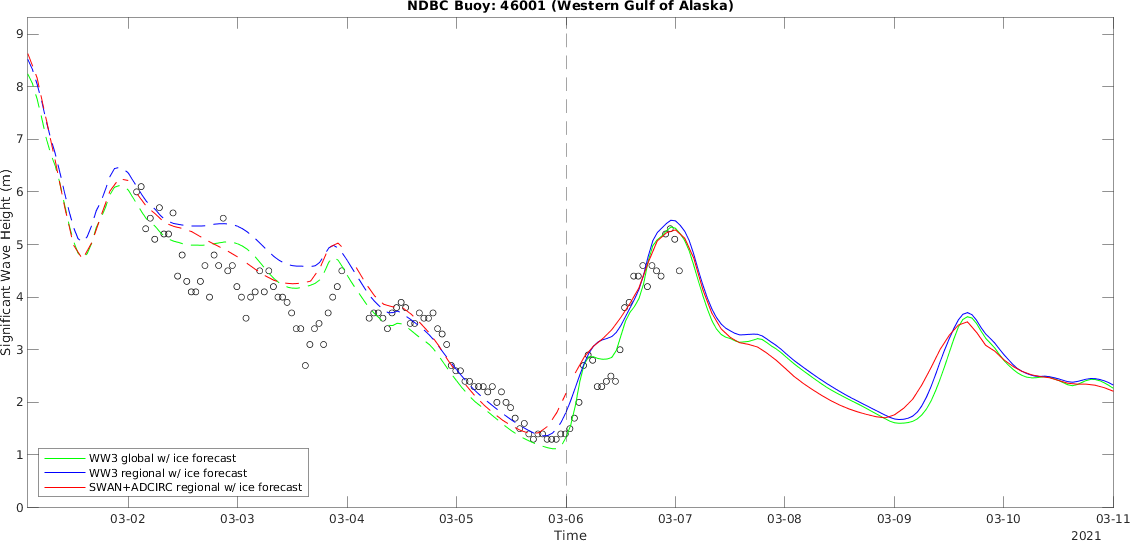 NDBC Buoy: 46001 (Western Gulf of Alaska)
Significant Wave Height (m)
9
8
7
6
5
4
3
2
1
0
WW3 global w/ ice forecast
WW3 regional w/ ice forecast
SWAN+ADCIRC regional w/ ice forecast
03-02 03-03 03-04 03-05 03-06 03-07 03-08 03-09 03-10 03-11
Time
2021